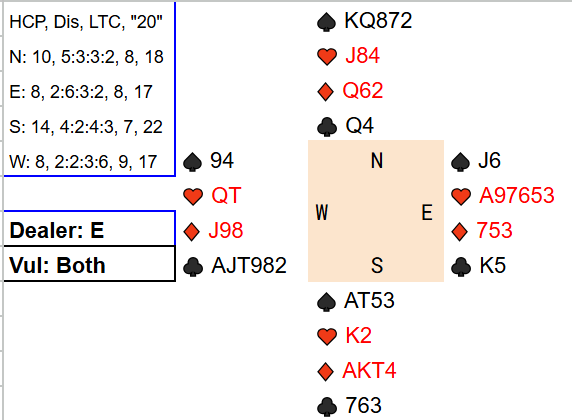 HCP, Dis, LTC, "20"
N: 10, 5:3:3:2, 8, 18
E: 8, 2:6:3:2, 8, 17
S: 14, 4:2:4:3, 7, 22
W: 8, 2:2:3:6, 9, 17
Dealer: E
Vul: Both
♠ KQ872
♥ J84
♦ Q62
♣ Q4
♠ 94
♥ QT
♦ J98
♣ AJT982
N
W E
S
♠ J6
♥ A97653
♦ 753
♣ K5
♠ AT53
♥ K2
♦ AKT4
♣ 763